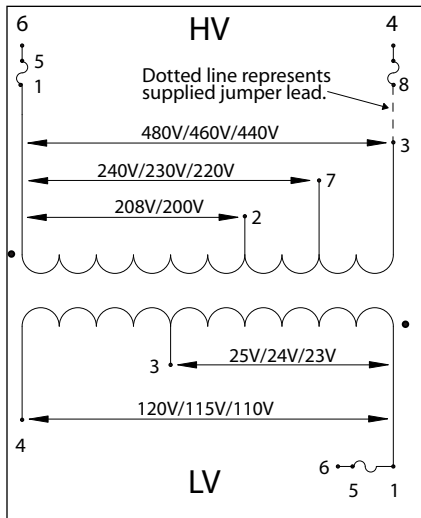 6
HV
4
5
1
Dotted line represents
supplied jumper lead.
8
480V/460V/440V
3
240V/230V/220V
7
208V/200V
2
3
25V/24V/23V
120V/115V/110V
4
LV
6
5
1